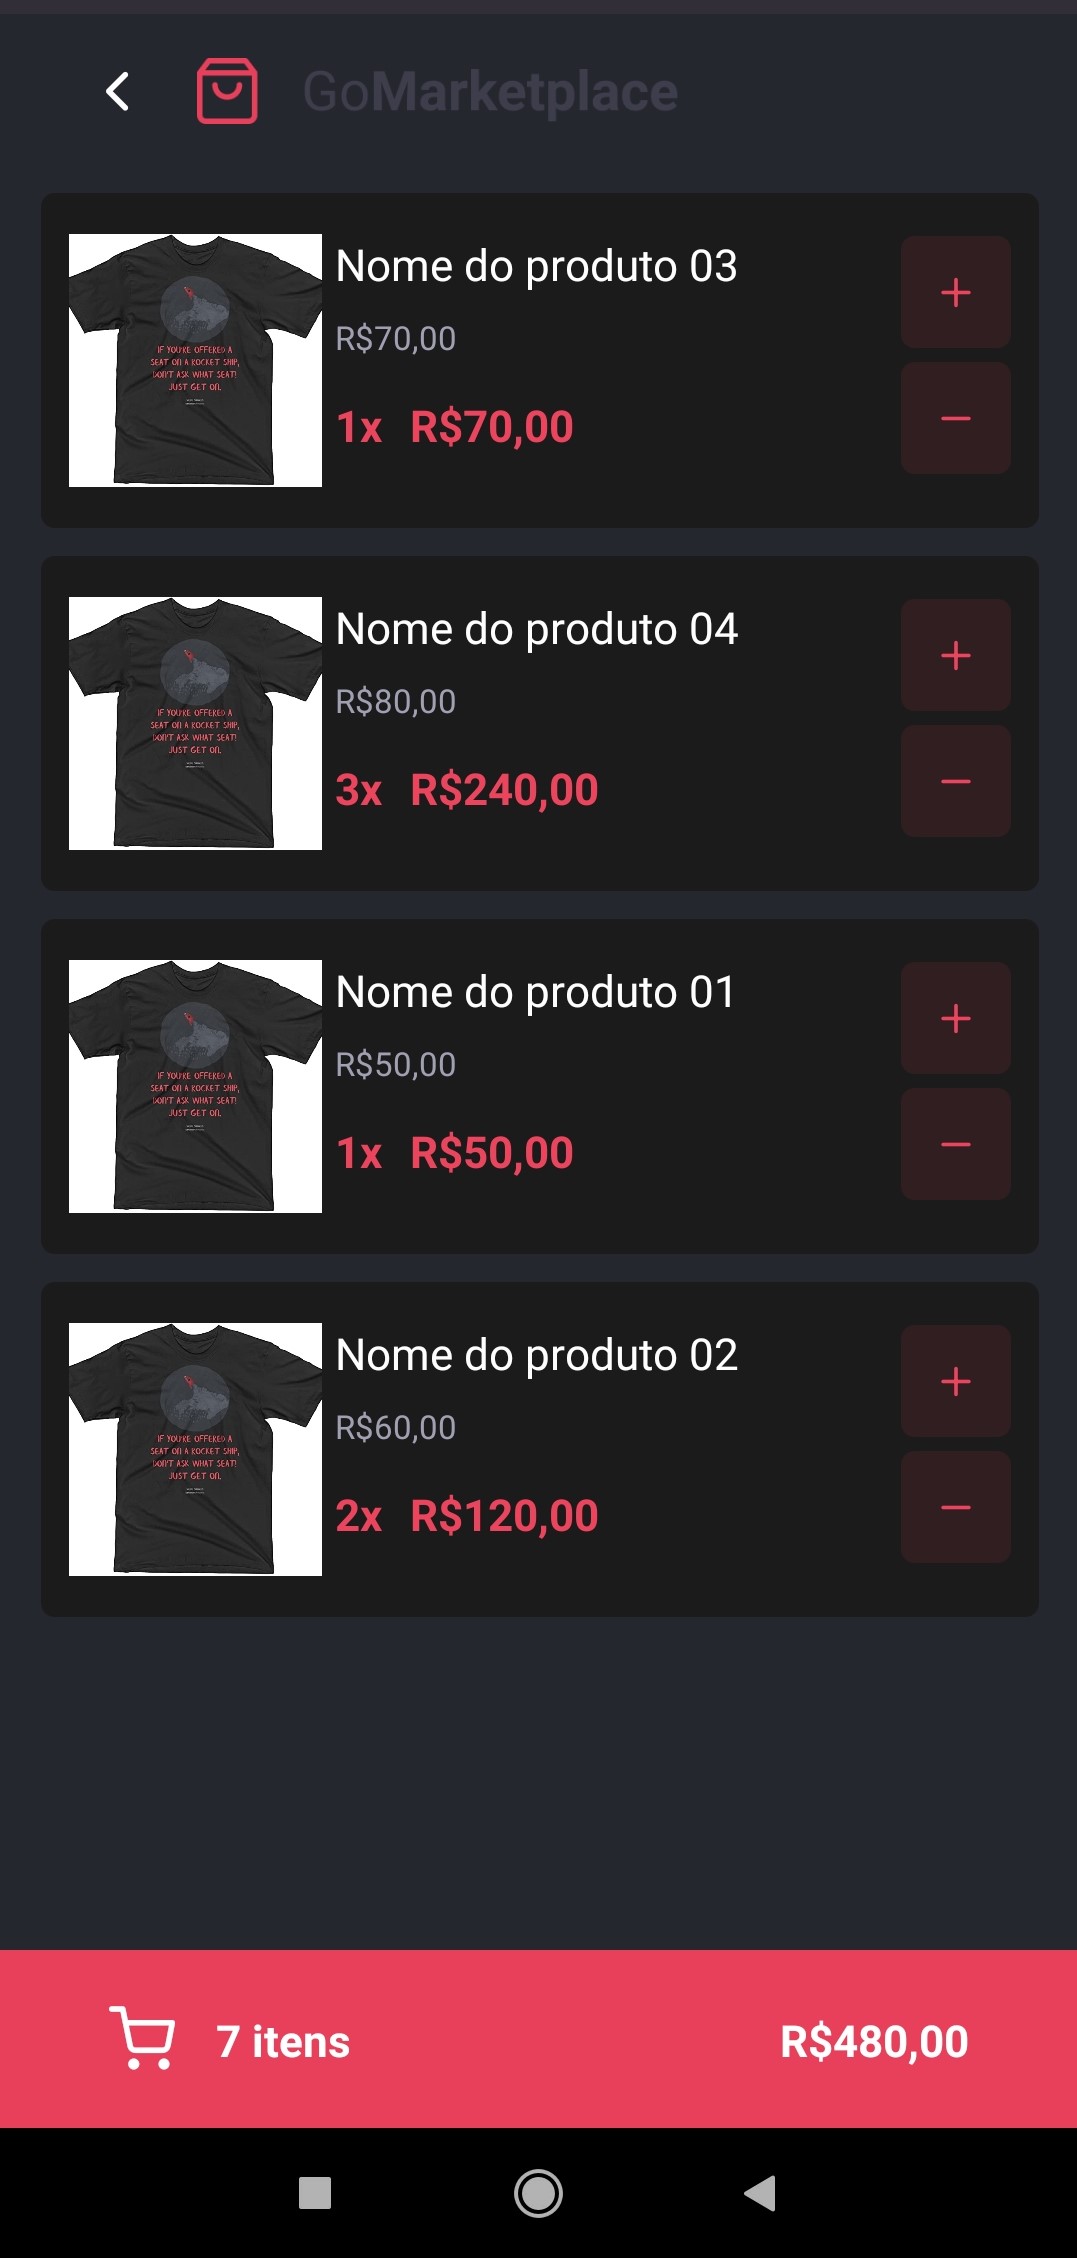 GoMarketplace
Nome do produto 03
R$70,00
1x R$70,00
IF YOU'RE OFFERED A
SEAT ON A ROCKET SHIP,
DON'T ASK WHAT SEAT!
JUST GET ON.
Nome do produto 04
R$80,00
3x R$240,00
IF YOU'RE OFFERED A
SEAT ON A ROCKET SHIP,
DON'T ASK WHAT SEAT!
JUST GET ON.
Nome do produto 01
R$50,00
1x R$50,00
IF YOU'RE OFFERED A
SEAT ON A ROCKET SHIP,
DON'T ASK WHAT SEAT!
JUST GET ON.
Nome do produto 02
R$60,00
2x R$120,00
IF YOU'RE OFFERED A
SEAT ON A ROCKET SHIP,
DON'T ASK WHAT SEAT!
JUST GET ON.
7 itens
R$480,00